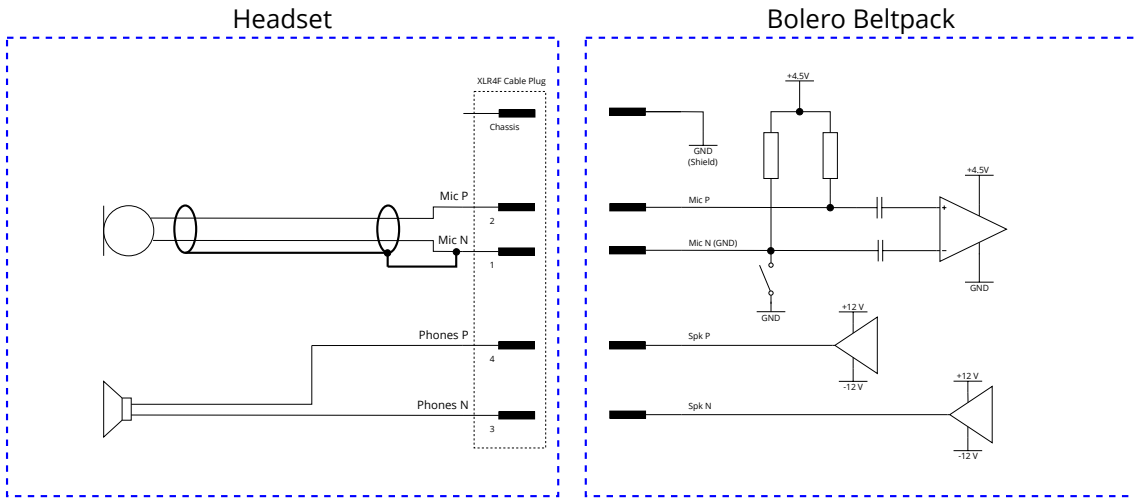 Headset
Bolero Beltpack
XLR4F Cable Plug
Chassis
Mic P
2
Mic N
1
Phones P
4
Phones N
3
+4.5V
GND
(Shield)
Mic P
+4.5V
+
Mic N (GND)
-
GND
GND
+12 V
Spk P
-12 V
+12 V
Spk N
-12 V